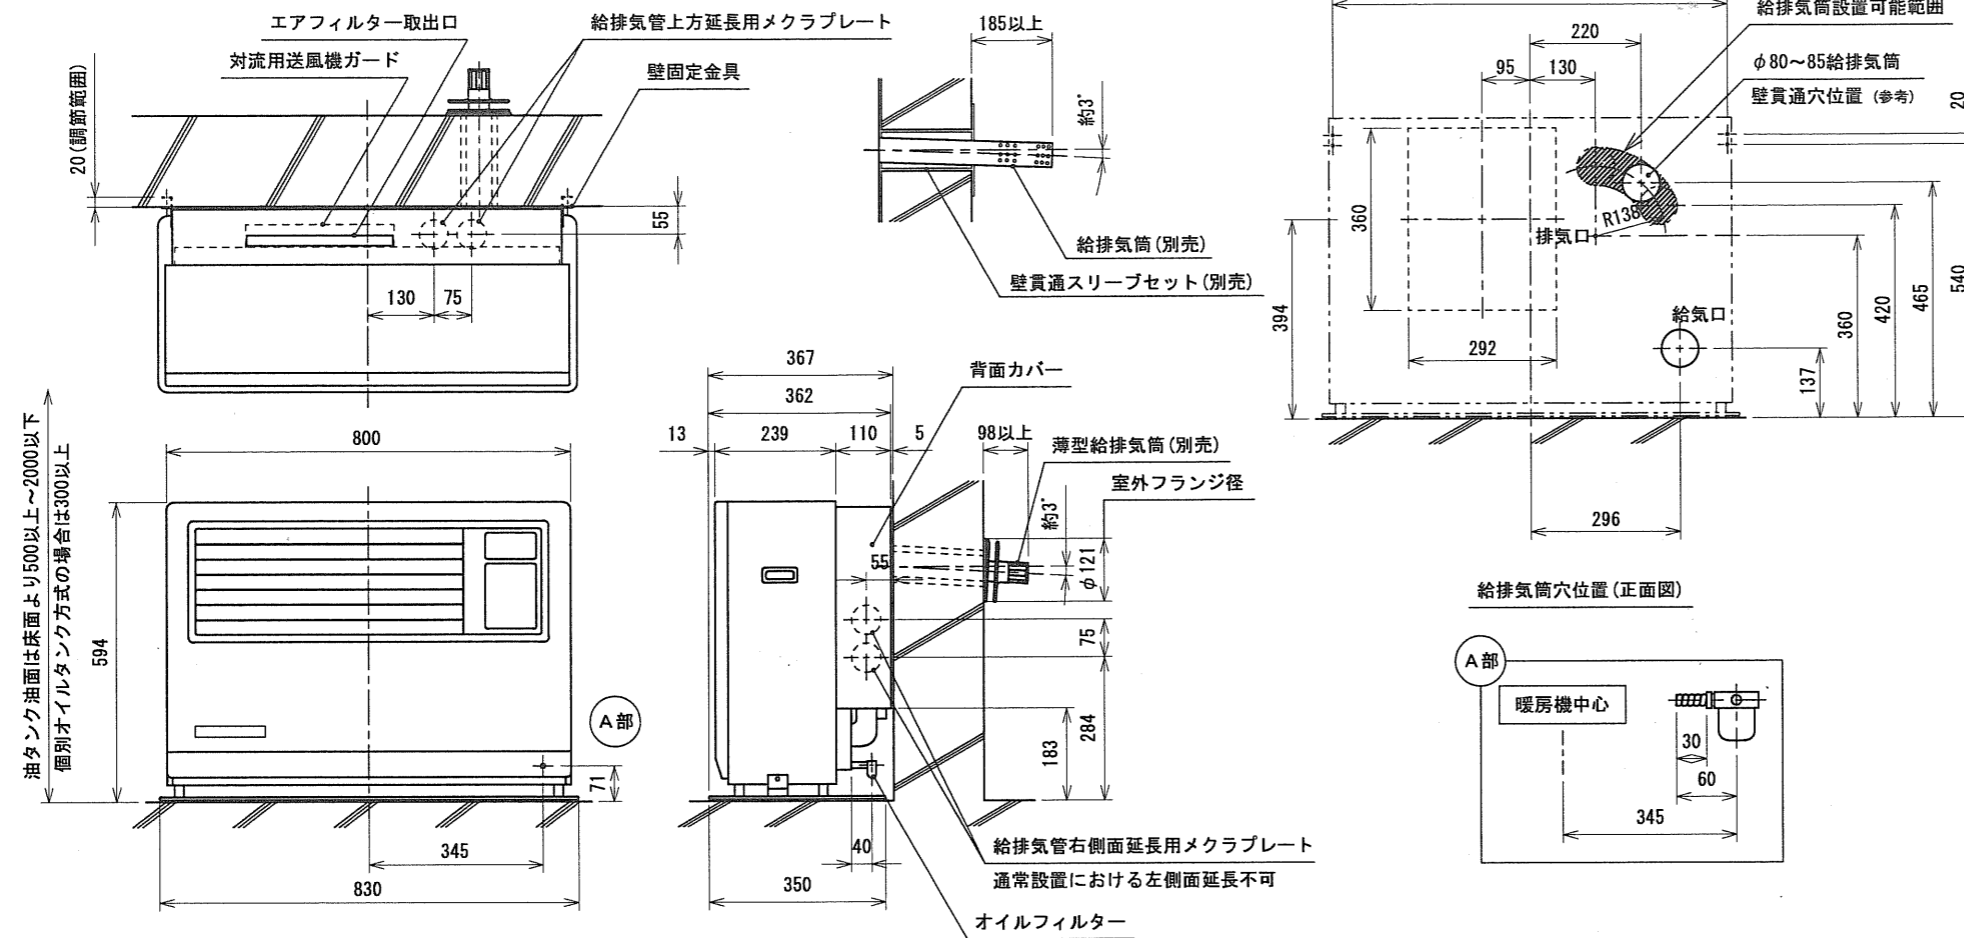 エアフィルター取出口
給排気管上方延長用メクラプレート
対流用送風機ガード
壁固定金具
20(調節範囲)
55
130
75
185以上
約3°
給排気筒(別売)
壁貫通スリーブセット(別売)
給排気筒設置可能範囲
220
95
130
φ80～85給排気筒
壁貫通穴位置(参考)
20
360
R138
排気口
394
292
給気口
137
360
420
465
540
296
給排気筒穴位置(正面図)
油タンク油面は床面より500以上～2000以下
個別オイルタンク方式の場合は300以上
800
594
A部
71
345
830
367
362
13
239
110
5
98以上
背面カバー
薄型給排気筒(別売)
室外フランジ径
約3°
55
φ121
75
284
183
40
350
給排気管右側面延長用メクラプレート
通常設置における左側面延長不可
オイルフィルター
A部
暖房機中心
30
60
345